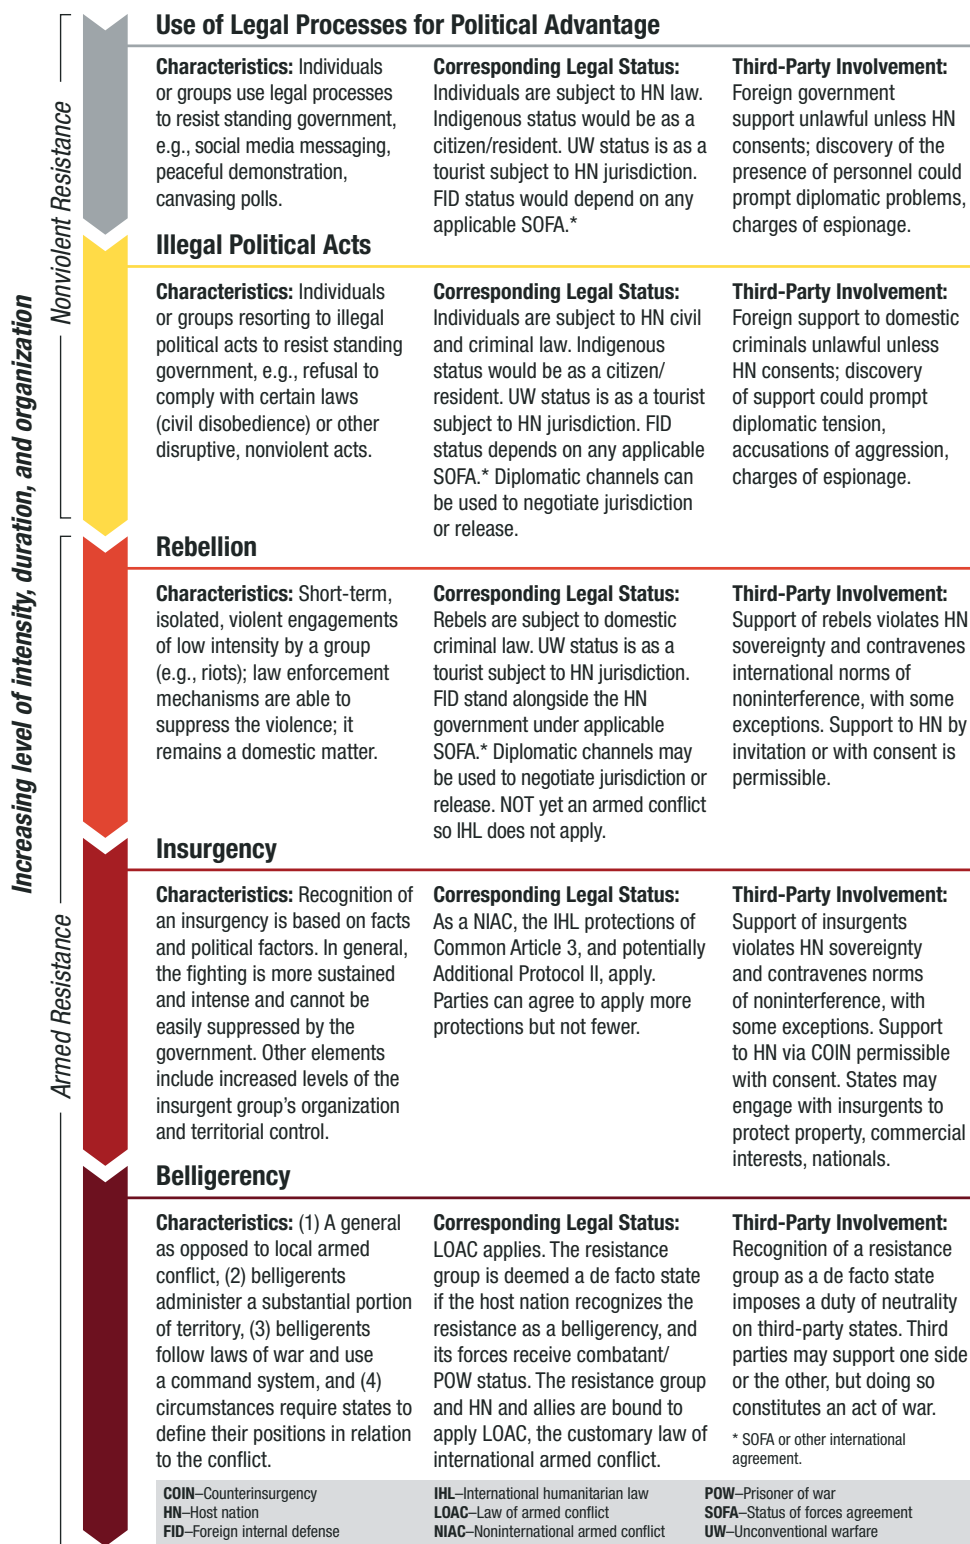 Increasing level of intensity, duration, and organization
Nonviolent Resistance
Armed Resistance
Use of Legal Processes for Political Advantage
Characteristics: Individuals
or groups use legal processes
to resist standing government,
e.g., social media messaging,
peaceful demonstration,
canvasing polls.
Corresponding Legal Status:
Individuals are subject to HN law.
Indigenous status would be as a
citizen/resident. UW status is as a
tourist subject to HN jurisdiction.
FID status would depend on any
applicable SOFA.*
Third-Party Involvement:
Foreign government
support unlawful unless HN
consents; discovery of the
presence of personnel could
prompt diplomatic problems,
charges of espionage.
Illegal Political Acts
Characteristics: Individuals
or groups resorting to illegal
political acts to resist standing
government, e.g., refusal to
comply with certain laws
(civil disobedience) or other
disruptive, nonviolent acts.
Corresponding Legal Status:
Individuals are subject to HN civil
and criminal law. Indigenous
status would be as a citizen/
resident. UW status is as a tourist
subject to HN jurisdiction. FID
status depends on any applicable
SOFA.* Diplomatic channels can
be used to negotiate jurisdiction
or release.
Third-Party Involvement:
Foreign support to domestic
criminals unlawful unless
HN consents; discovery
of support could prompt
diplomatic tension,
accusations of aggression,
charges of espionage.
Rebellion
Characteristics: Short-term,
isolated, violent engagements
of low intensity by a group
(e.g., riots); law enforcement
mechanisms are able to
suppress the violence; it
remains a domestic matter.
Corresponding Legal Status:
Rebels are subject to domestic
criminal law. UW status is as a
tourist subject to HN jurisdiction.
FID stand alongside the HN
government under applicable
SOFA.* Diplomatic channels may
be used to negotiate jurisdiction or
release. NOT yet an armed conflict
so IHL does not apply.
Third-Party Involvement:
Support of rebels violates HN
sovereignty and contravenes
international norms of
noninterference, with some
exceptions. Support to HN by
invitation or with consent is
permissible.
Insurgency
Characteristics: Recognition of
an insurgency is based on facts
and political factors. In general,
the fighting is more sustained
and intense and cannot be
easily suppressed by the
government. Other elements
include increased levels of the
insurgent group's organization
and territorial control.
Corresponding Legal Status:
As a NIAC, the IHL protections of
Common Article 3, and potentially
Additional Protocol II, apply.
Parties can agree to apply more
protections but not fewer.
Third-Party Involvement:
Support of insurgents
violates HN sovereignty
and contravenes norms
of noninterference, with
some exceptions. Support
to HN via COIN permissible
with consent. States may
engage with insurgents to
protect property, commercial
interests, nationals.
Belligerency
Characteristics: (1) A general
as opposed to local armed
conflict, (2) belligerents
administer a substantial portion
of territory, (3) belligerents
follow laws of war and use
a command system, and (4)
circumstances require states to
define their positions in relation
to the conflict.
Corresponding Legal Status:
LOAC applies. The resistance
group is deemed a de facto state
if the host nation recognizes the
resistance as a belligerency, and
its forces receive combatant/
POW status. The resistance group
and HN and allies are bound to
apply LOAC, the customary law of
international armed conflict.
Third-Party Involvement:
Recognition of a resistance
group as a de facto state
imposes a duty of neutrality
on third-party states. Third
parties may support one side
or the other, but doing so
constitutes an act of war.
* SOFA or other international
agreement.
COIN–Counterinsurgency
HN–Host nation
FID–Foreign internal defense
IHL–International humanitarian law
LOAC–Law of armed conflict
NIAC–Noninternational armed conflict
POW–Prisoner of war
SOFA–Status of forces agreement
UW–Unconventional warfare